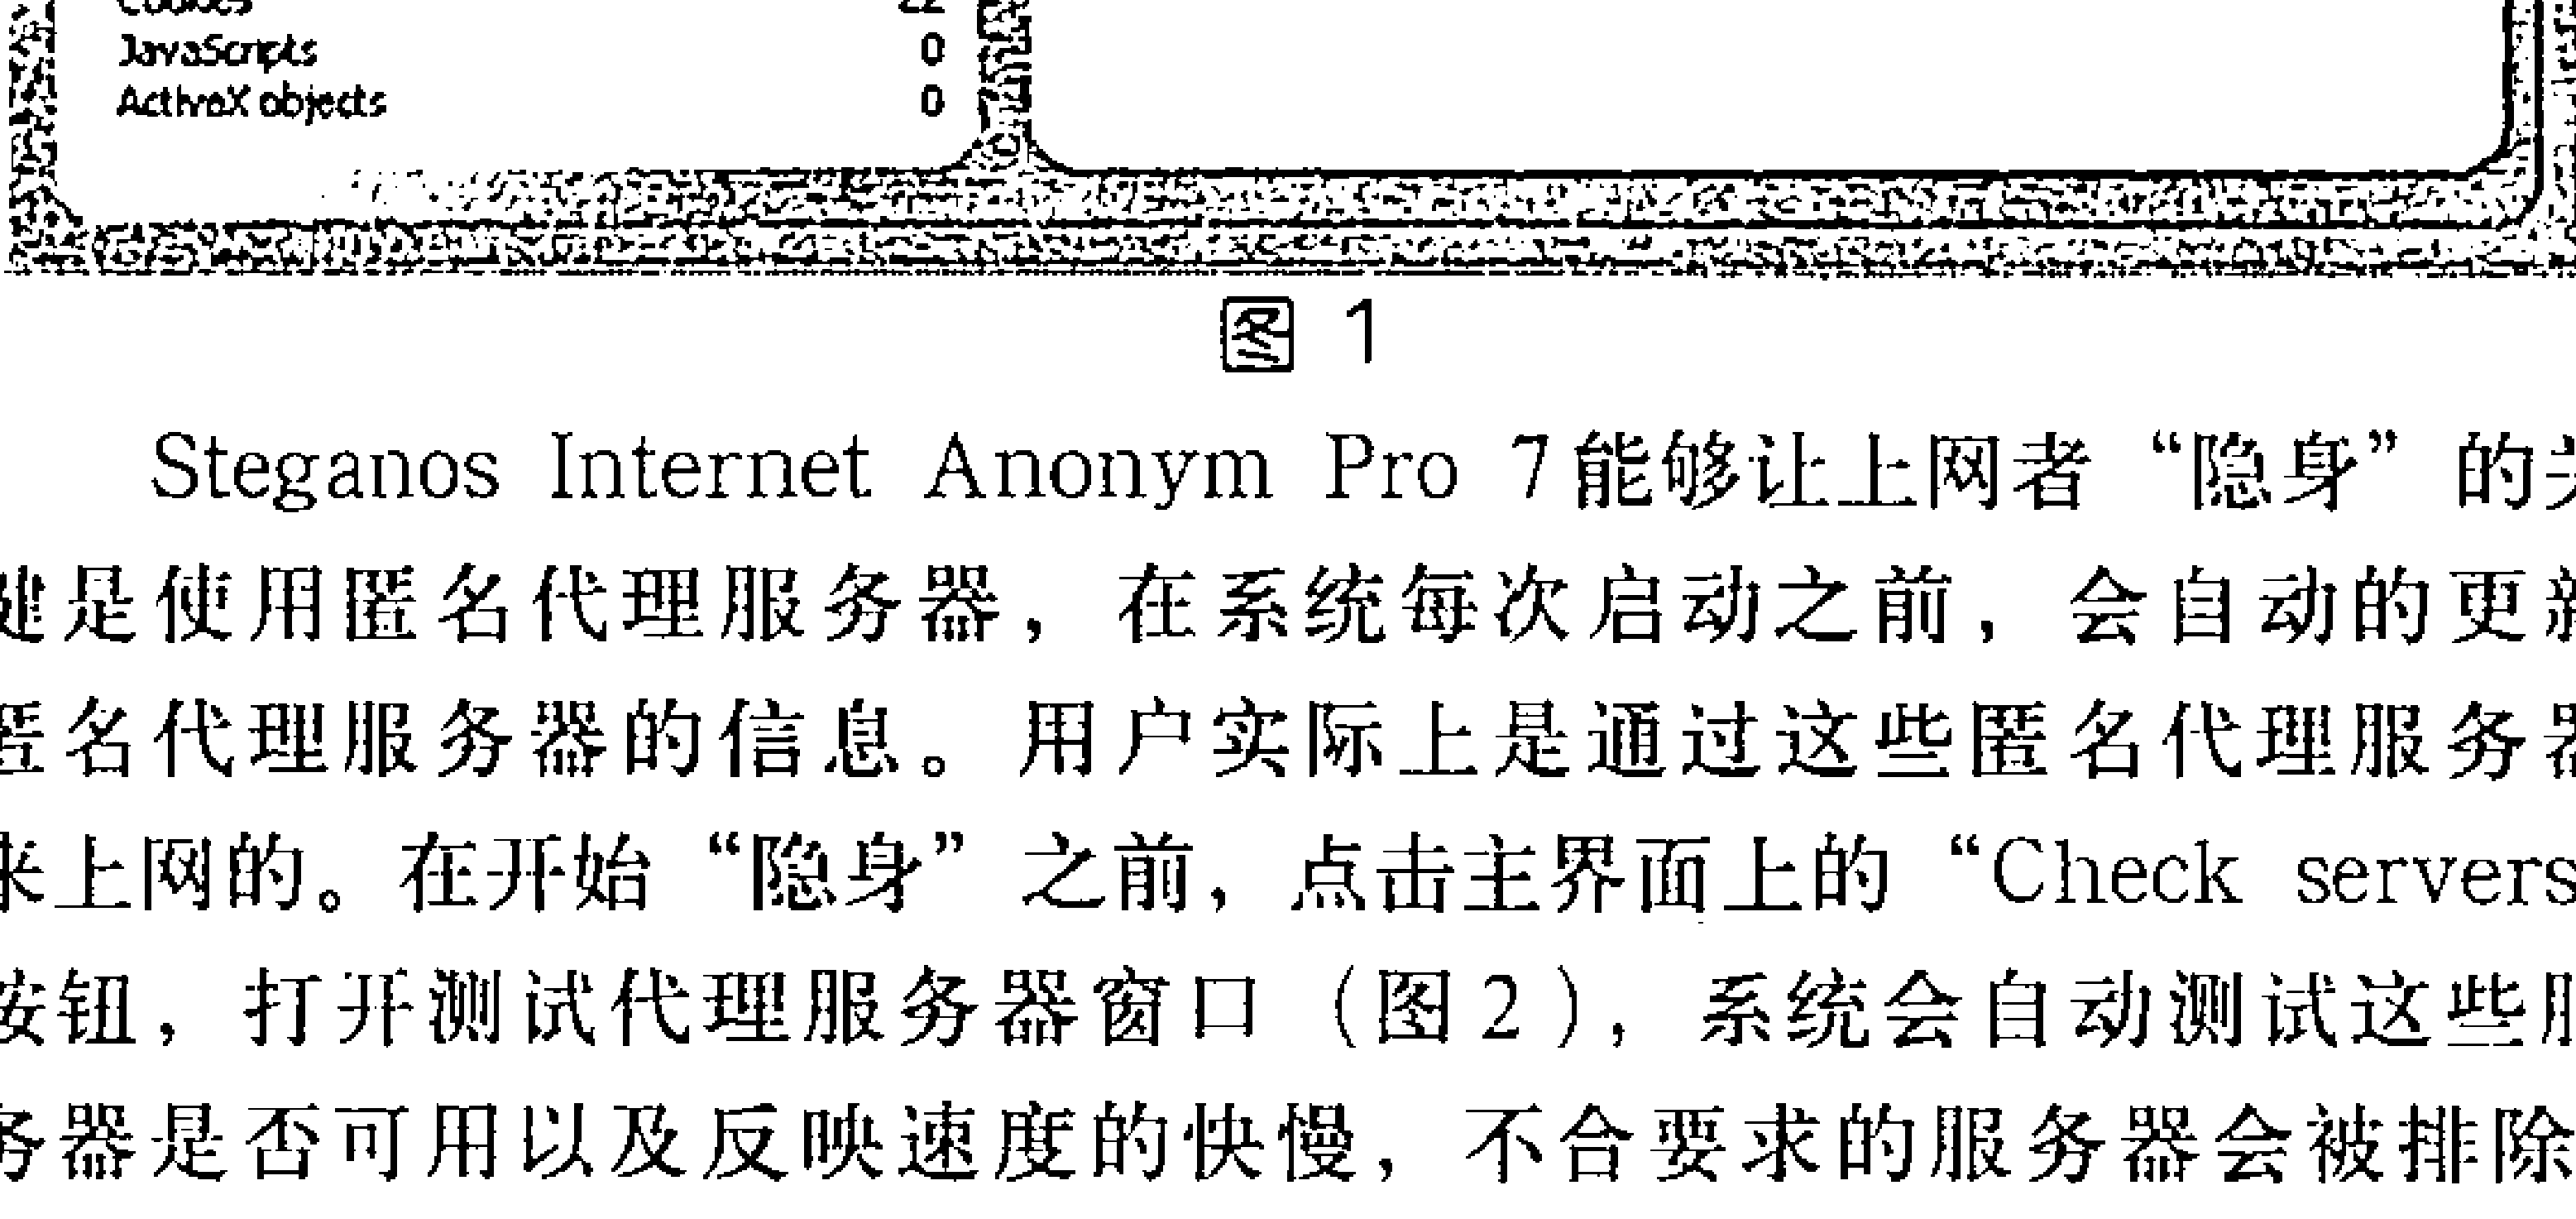 Cookies 22
JavaScripts 0
ActiveX objects 0
图 1
Steganos Internet Anonym Pro 7能够让上网者“隐身”的关
键是使用匿名代理服务器，在系统每次启动之前，会自动的更新
匿名代理服务器的信息。用户实际上是通过这些匿名代理服务器
来上网的。在开始“隐身”之前，点击主界面上的“Check servers
按钮，打开测试代理服务器窗口（图2），系统会自动测试这些服
务器是否可用以及反映速度的快慢，不合要求的服务器会被排除